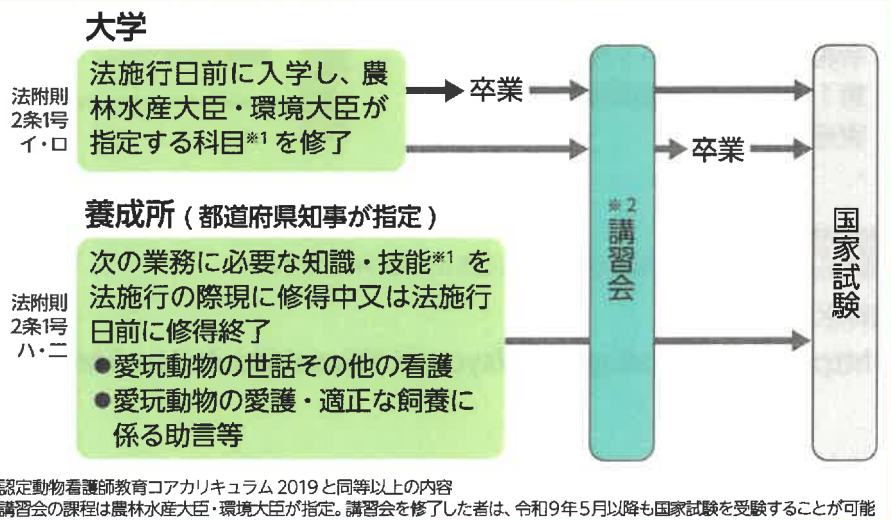 大学
法附則
2条1号
イ・ロ
法施行日前に入学し、農
林水産大臣・環境大臣が
指定する科目※1 を修了
卒業
卒業
※2
講習会
国家試験
養成所 ( 都道府県知事が指定 )
法附則
2条1号
ハ・ニ
次の業務に必要な知識・技能※1 を
法施行の際現に修得中又は法施行
日前に修得終了
●愛玩動物の世話その他の看護
●愛玩動物の愛護・適正な飼養に
係る助言等
認定動物看護師教育コアカリキュラム 2019と同等以上の内容
講習会の課程は農林水産大臣・環境大臣が指定。講習会を修了した者は、令和9年5月以降も国家試験を受験することが可能